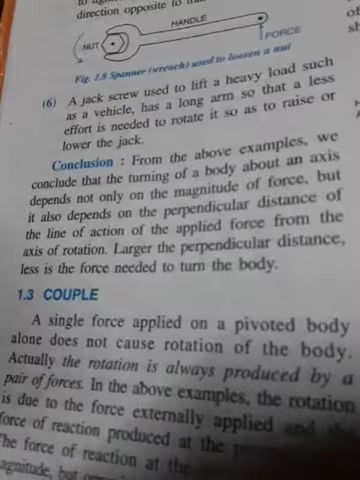 direction opposite to
HANDLE
NUT
FORCE
Fig. 1.8 Spanner (wrench) used to loosen a nut
(6) A jack screw used to lift a heavy load such
as a vehicle, has a long arm so that a less
effort is needed to rotate it so as to raise or
lower the jack.
Conclusion : From the above examples, we
conclude that the turning of a body about an axis
depends not only on the magnitude of force, but
it also depends on the perpendicular distance of
the line of action of the applied force from the
axis of rotation. Larger the perpendicular distance,
less is the force needed to turn the body.
1.3 COUPLE
A single force applied on a pivoted body
alone does not cause rotation of the body.
Actually the rotation is always produced by a
pair of forces. In the above examples, the rotation
is due to the force externally applied and the
force of reaction produced at the
The force of reaction at the